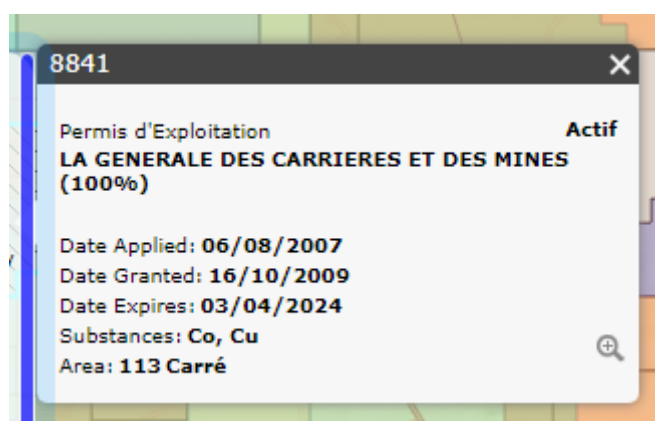 8841
Permis d'Exploitation Actif
LA GENERALE DES CARRIERES ET DES MINES
(100%)
Date Applied: 06/08/2007
Date Granted: 16/10/2009
Date Expires: 03/04/2024
Substances: Co, Cu
Area: 113 Carré